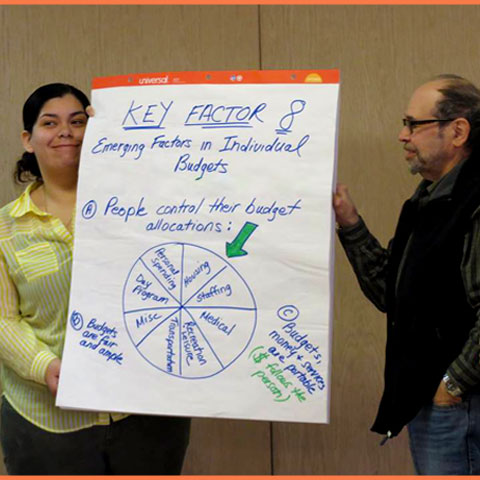 universal
KEY FACTOR 8
Emerging Factors in Individual
Budgets
Ⓐ People control their budget
allocations:
Personal
Spending
Housing
Staffing
Medical
Recreation
Leisure
Transportation
Misc
Day
Program
Budgets
are fair
and ample
Ⓒ Budgets,
money & services
are portable
($ follows the
person)